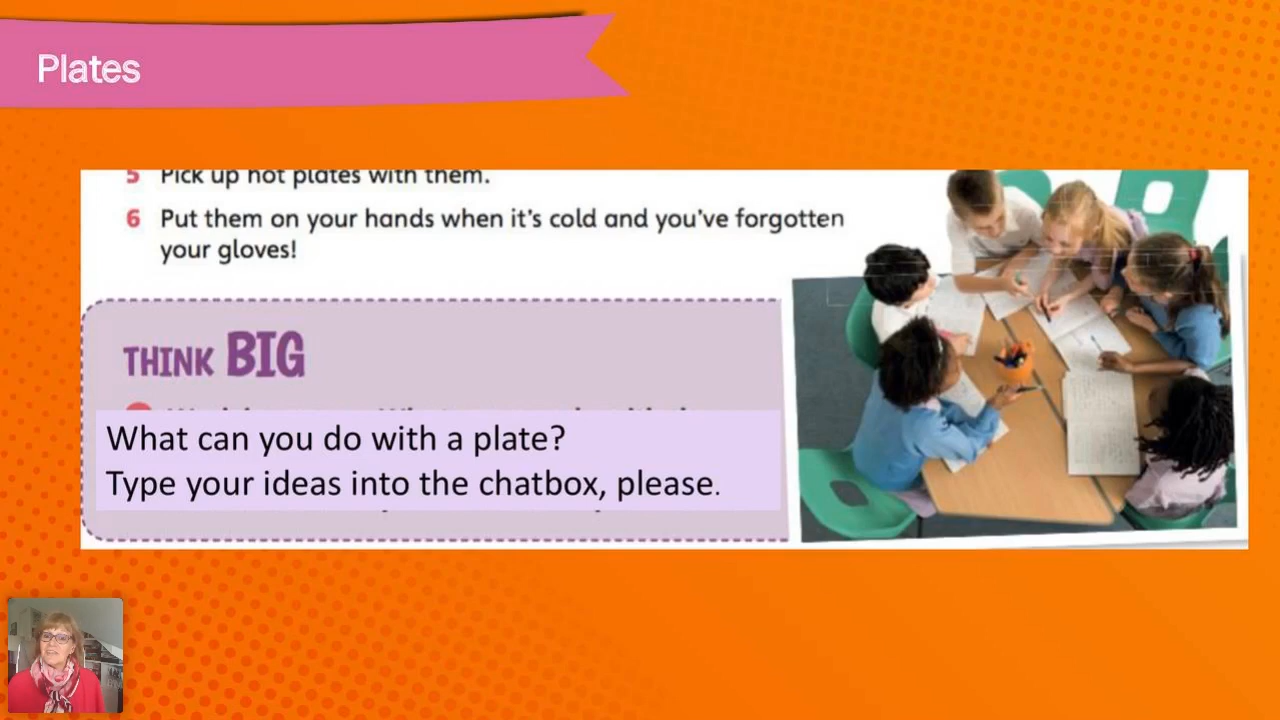 Plates
5 Pick up hot plates with them.
6 Put them on your hands when it's cold and you've forgotten
your gloves!
THINK BIG
What can you do with a plate?
Type your ideas into the chatbox, please.